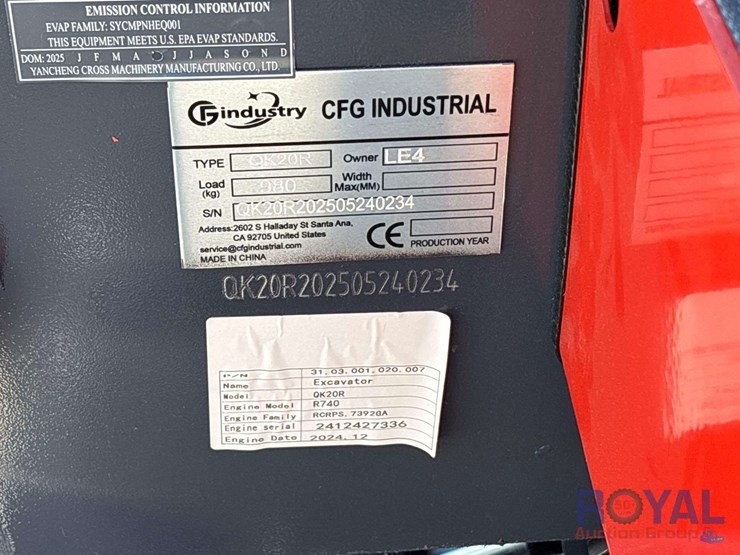 EMISSION CONTROL INFORMATION
EVAP FAMILY: SYCMPNHEQ001
THIS EQUIPMENT MEETS U.S. EPA EVAP STANDARDS.
DOM: 2025 J F M A J J A S O N D
YANCHENG CROSS MACHINERY MANUFACTURING CO., LTD.
industry CFG INDUSTRIAL
TYPE QK20R Owner LE4
Load (kg) 980 Width Max(MM)
S/N QK20R202505240234
Address:2602 S Halladay St Santa Ana,
CA 92705 United States
service@cfgindustrial.com
MADE IN CHINA
CE PRODUCTION YEAR
QK20R202505240234
P/N 31.03.001.020.007
Name Excavator
Model QK20R
Engine Model R740
Engine Family RCRPS.7392GA
Engine serial 2412427336
Engine Date 2024.12
ROYAL
Auction Group